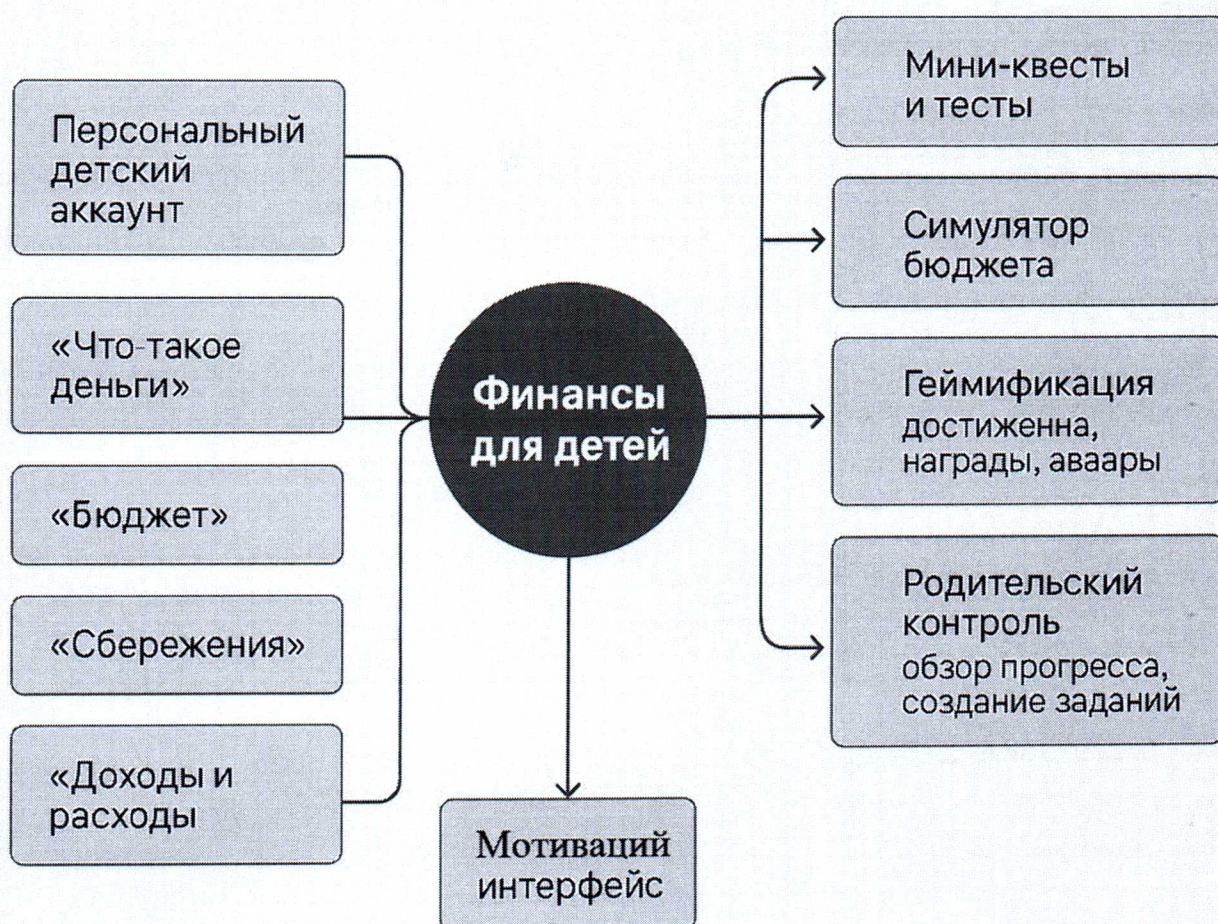 Персональный
детский
аккаунт
«Что-такое
деньги»
«Бюджет»
«Сбережения»
«Доходы и
расходы
Финансы
для детей
Мотиваций
интерфейс
Мини-квесты
и тесты
Симулятор
бюджета
Геймификация
достиженна,
награды, аваары
Родительский
контроль
обзор прогресса,
создание заданий